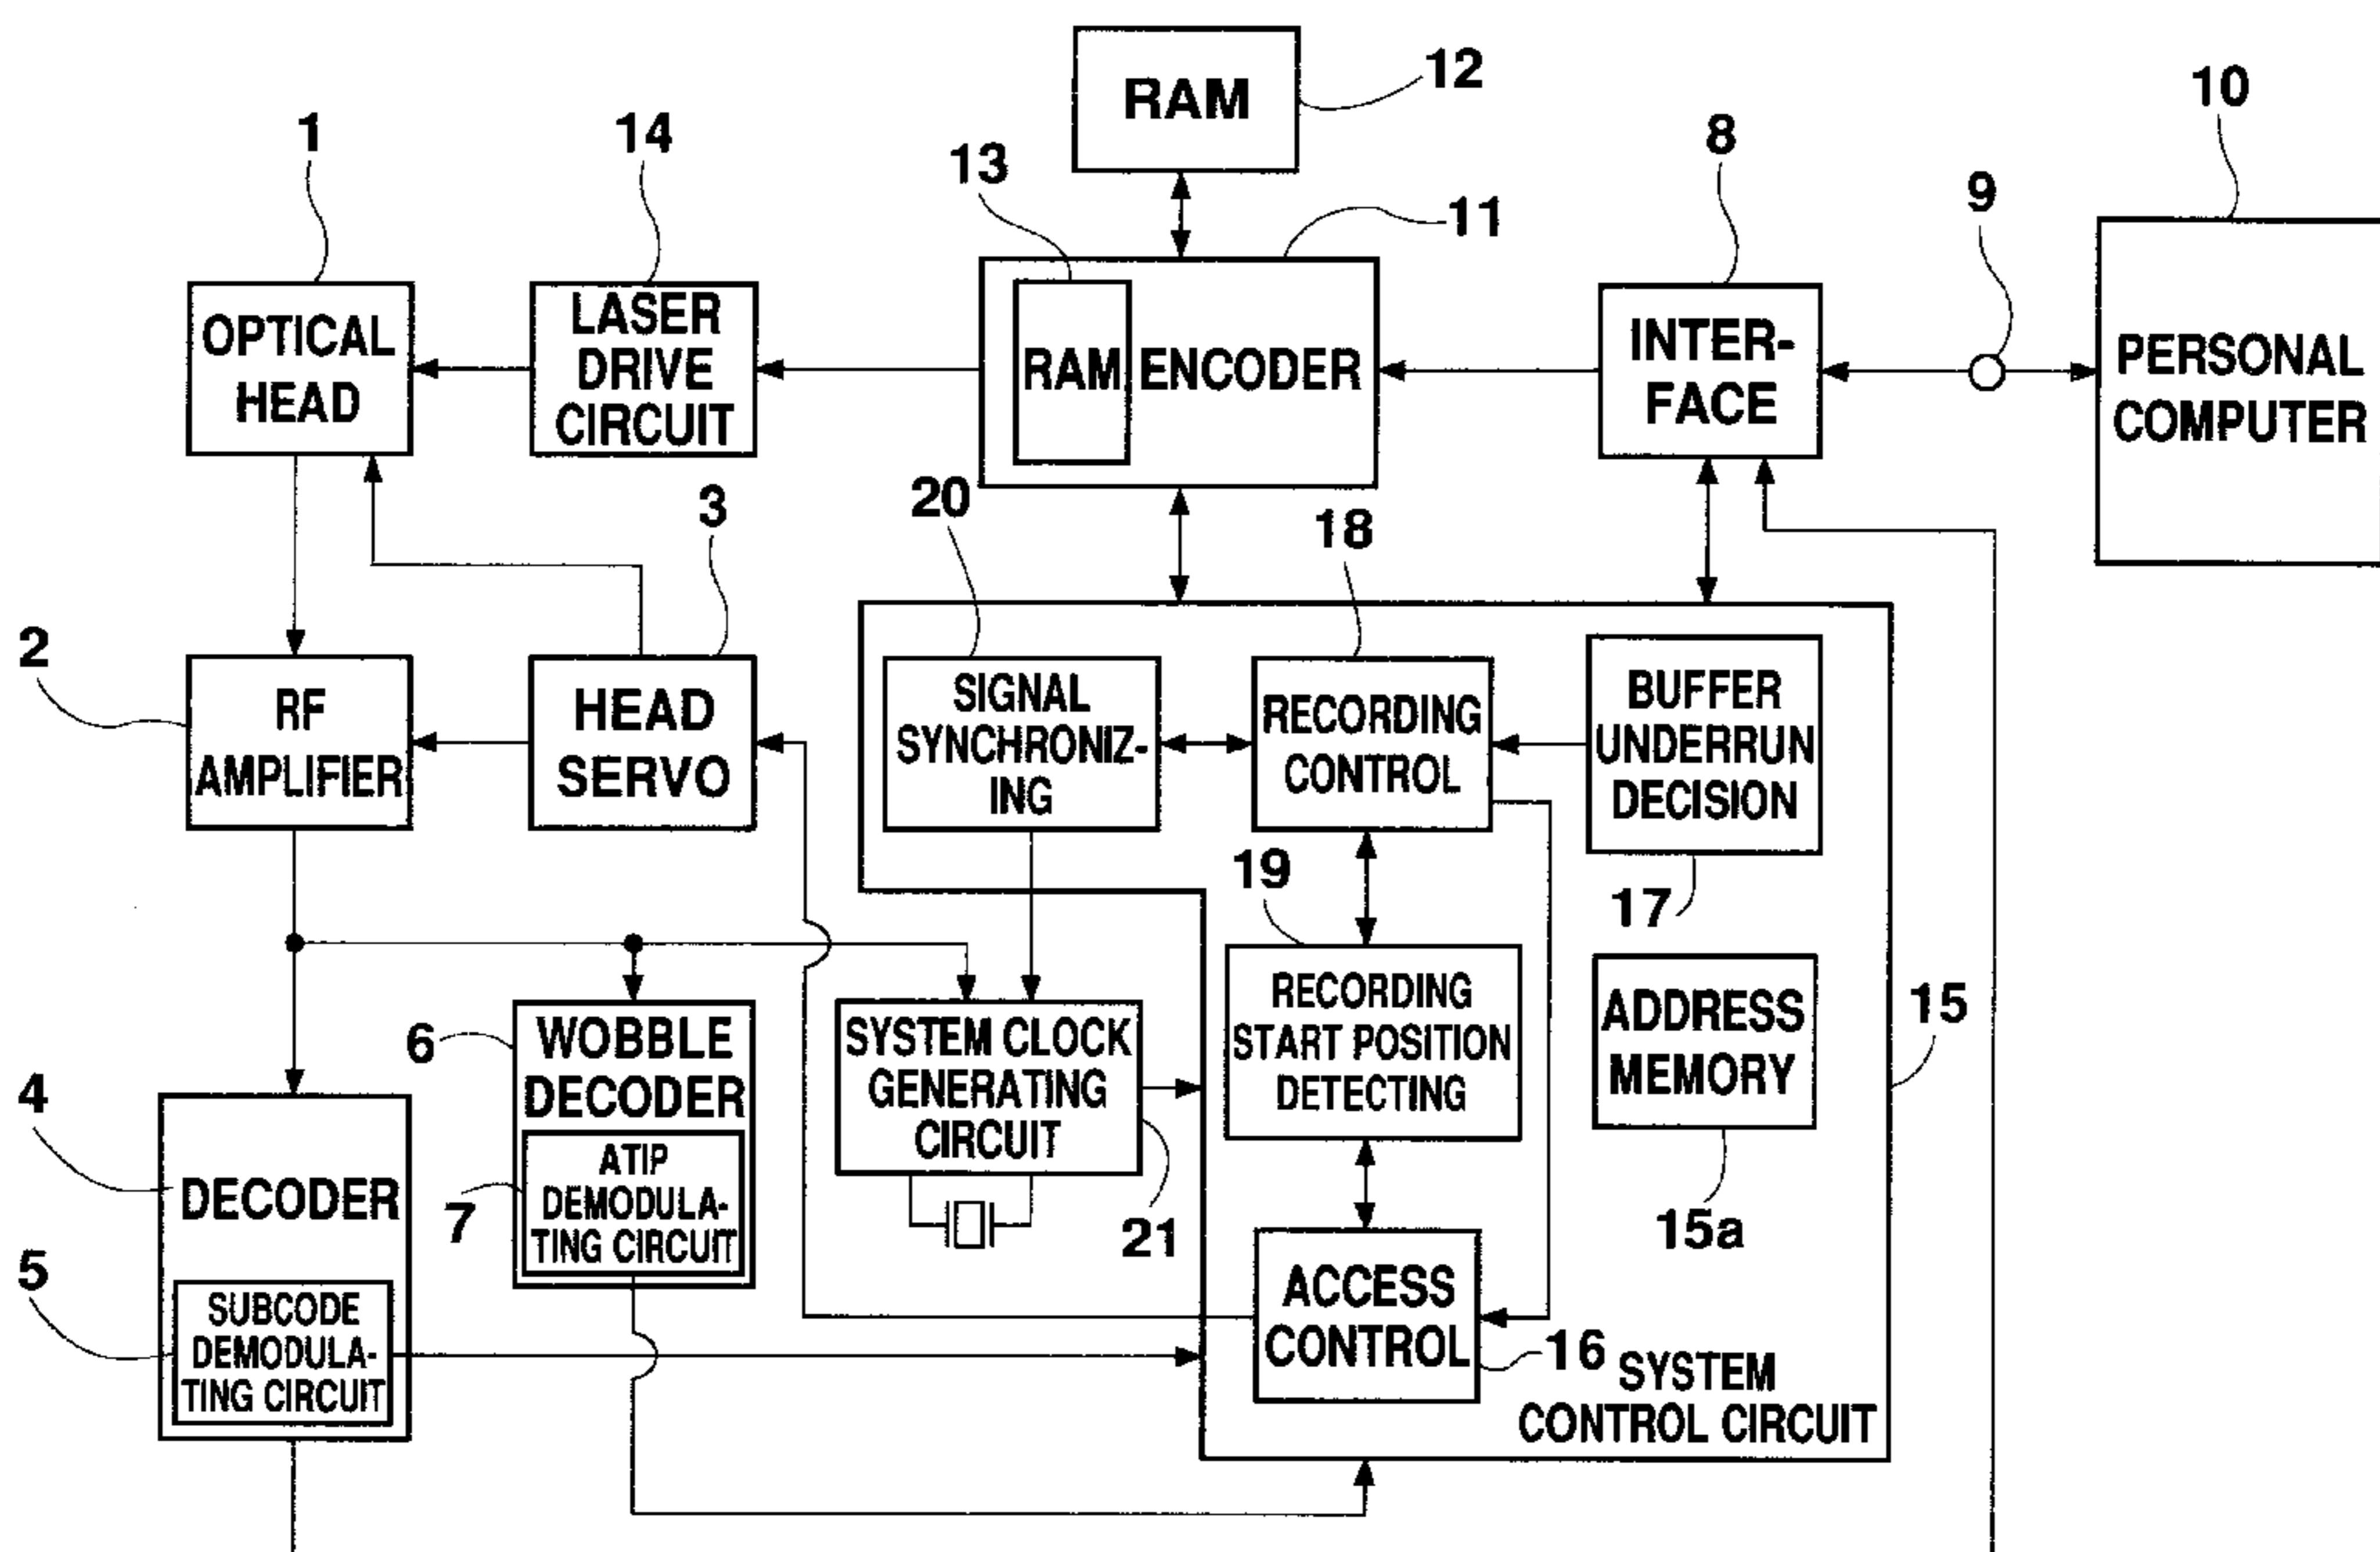 RAM
12
10
1
14
13
8
9
11
OPTICAL
HEAD
LASER
DRIVE
CIRCUIT
RAM
ENCODER
INTER-
FACE
PERSONAL
COMPUTER
20
3
18
2
RF
AMPLIFIER
HEAD
SERVO
SIGNAL
SYNCHRONIZ-
ING
RECORDING
CONTROL
BUFFER
UNDERRUN
DECISION
19
17
RECORDING
START POSITION
DETECTING
ADDRESS
MEMORY
15
6
WOBBLE
DECODER
SYSTEM CLOCK
GENERATING
CIRCUIT
4
DECODER
7
ATIP
DEMODULA-
TING CIRCUIT
21
15a
5
SUBCODE
DEMODULA-
TING CIRCUIT
ACCESS
CONTROL
16
SYSTEM
CONTROL CIRCUIT